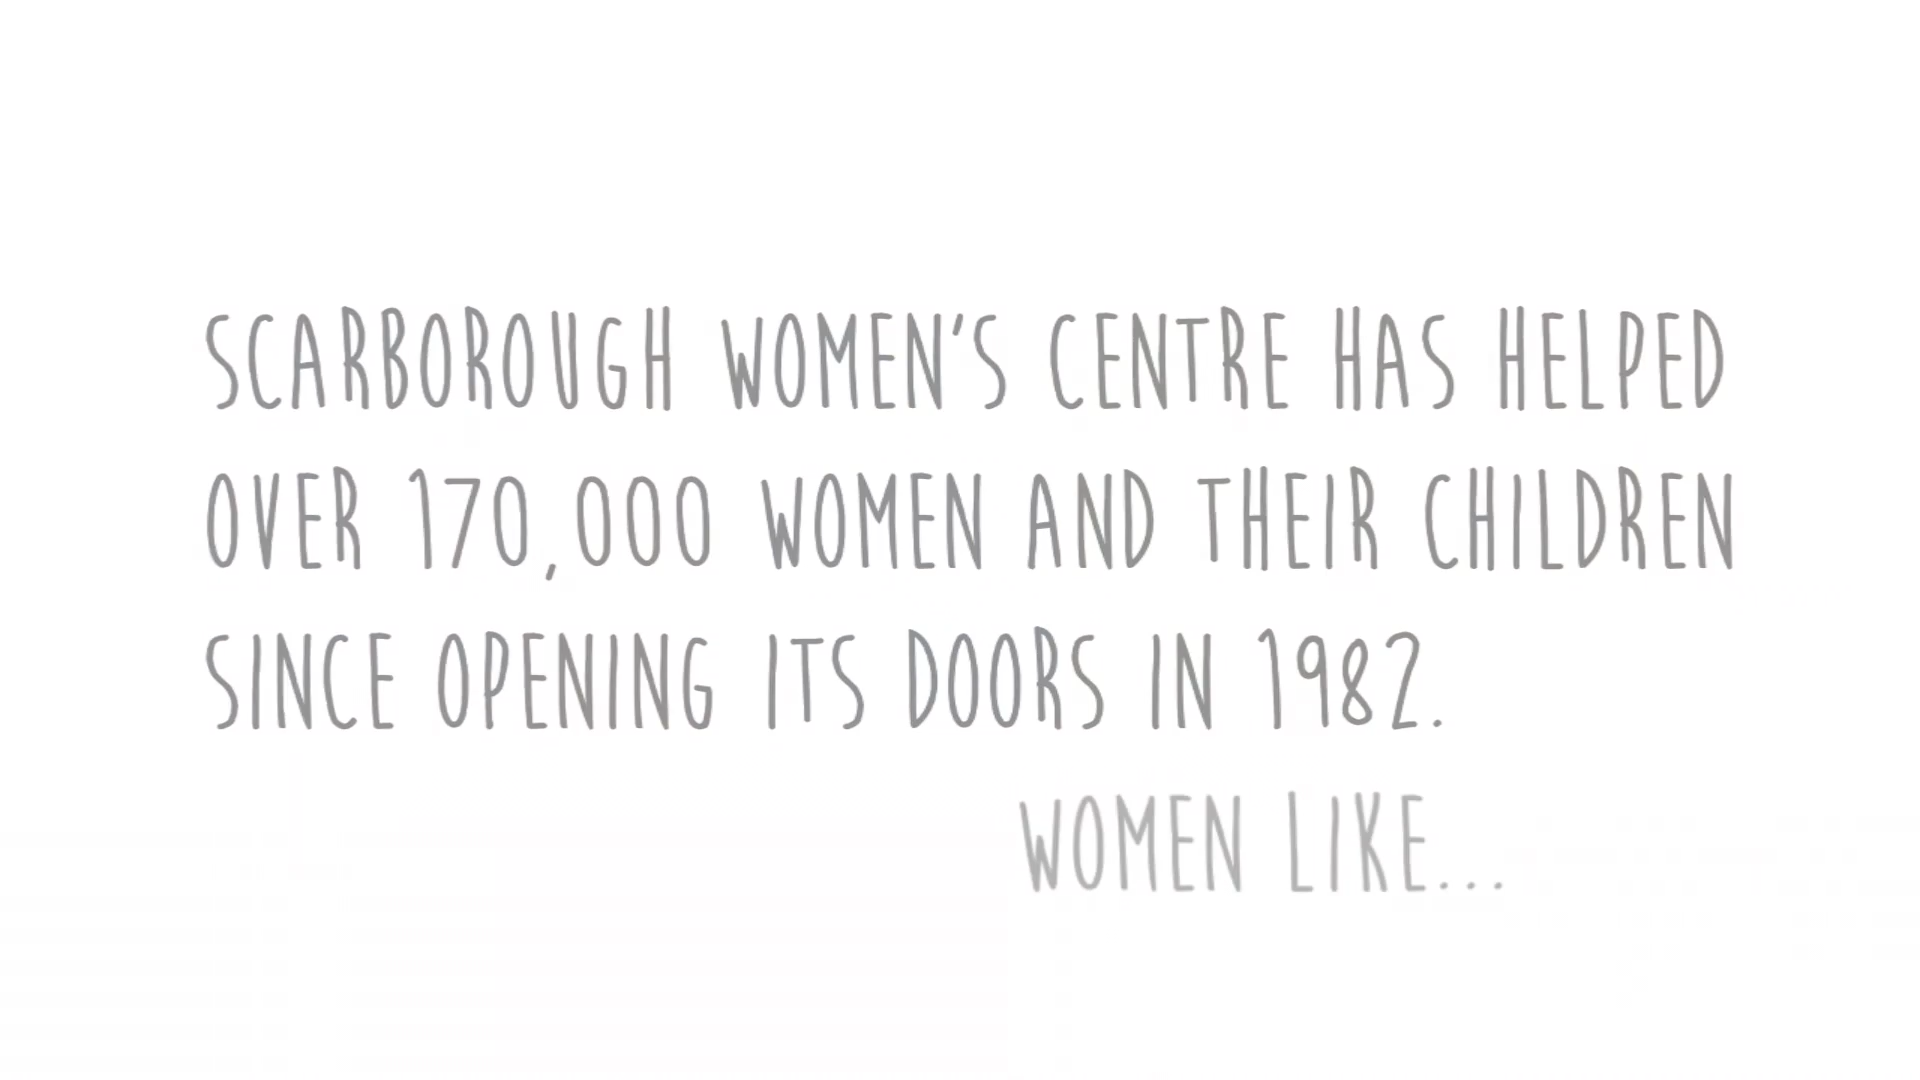 SCARBOROUGH WOMEN'S CENTRE HAS HELPED
OVER 170,000 WOMEN AND THEIR CHILDREN
SINCE OPENING ITS DOORS IN 1982.
WOMEN LIKE...